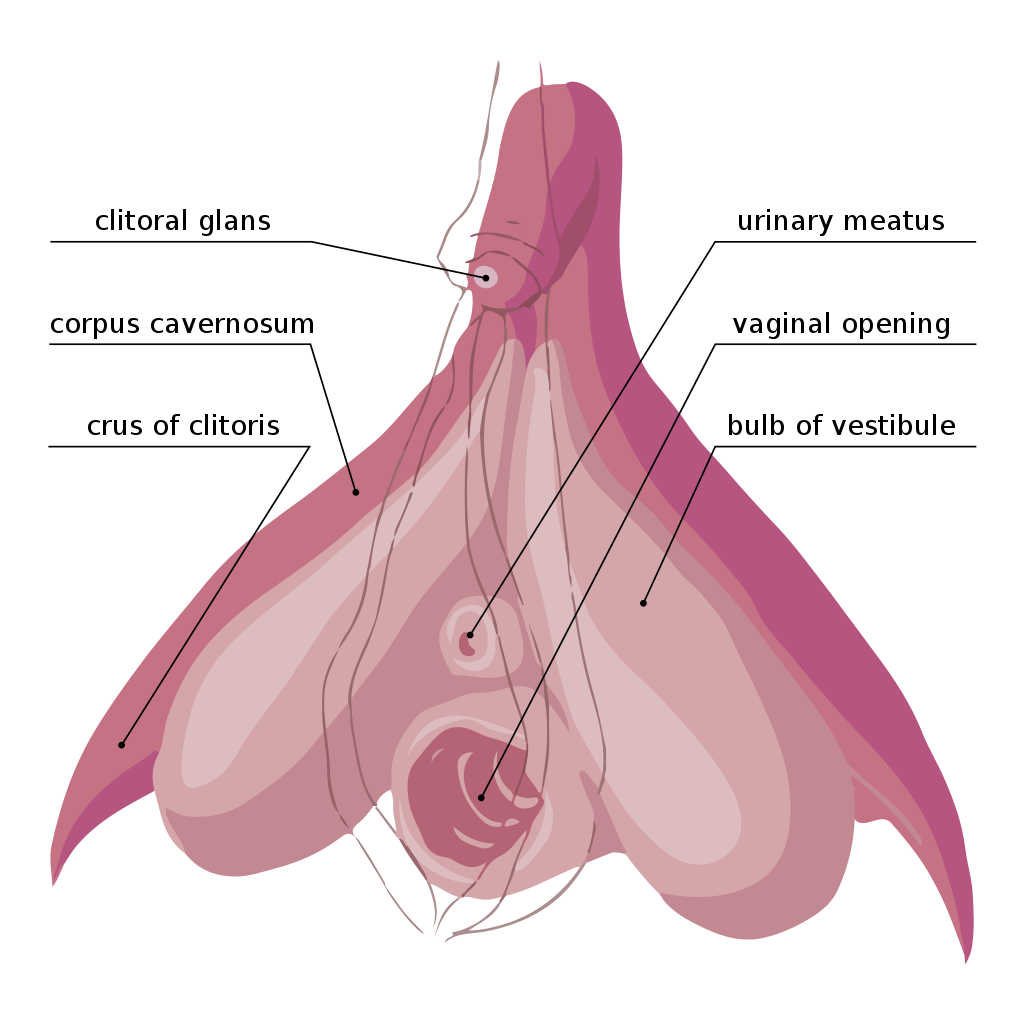 clitoral glans
corpus cavernosum
crus of clitoris
urinary meatus
vaginal opening
bulb of vestibule